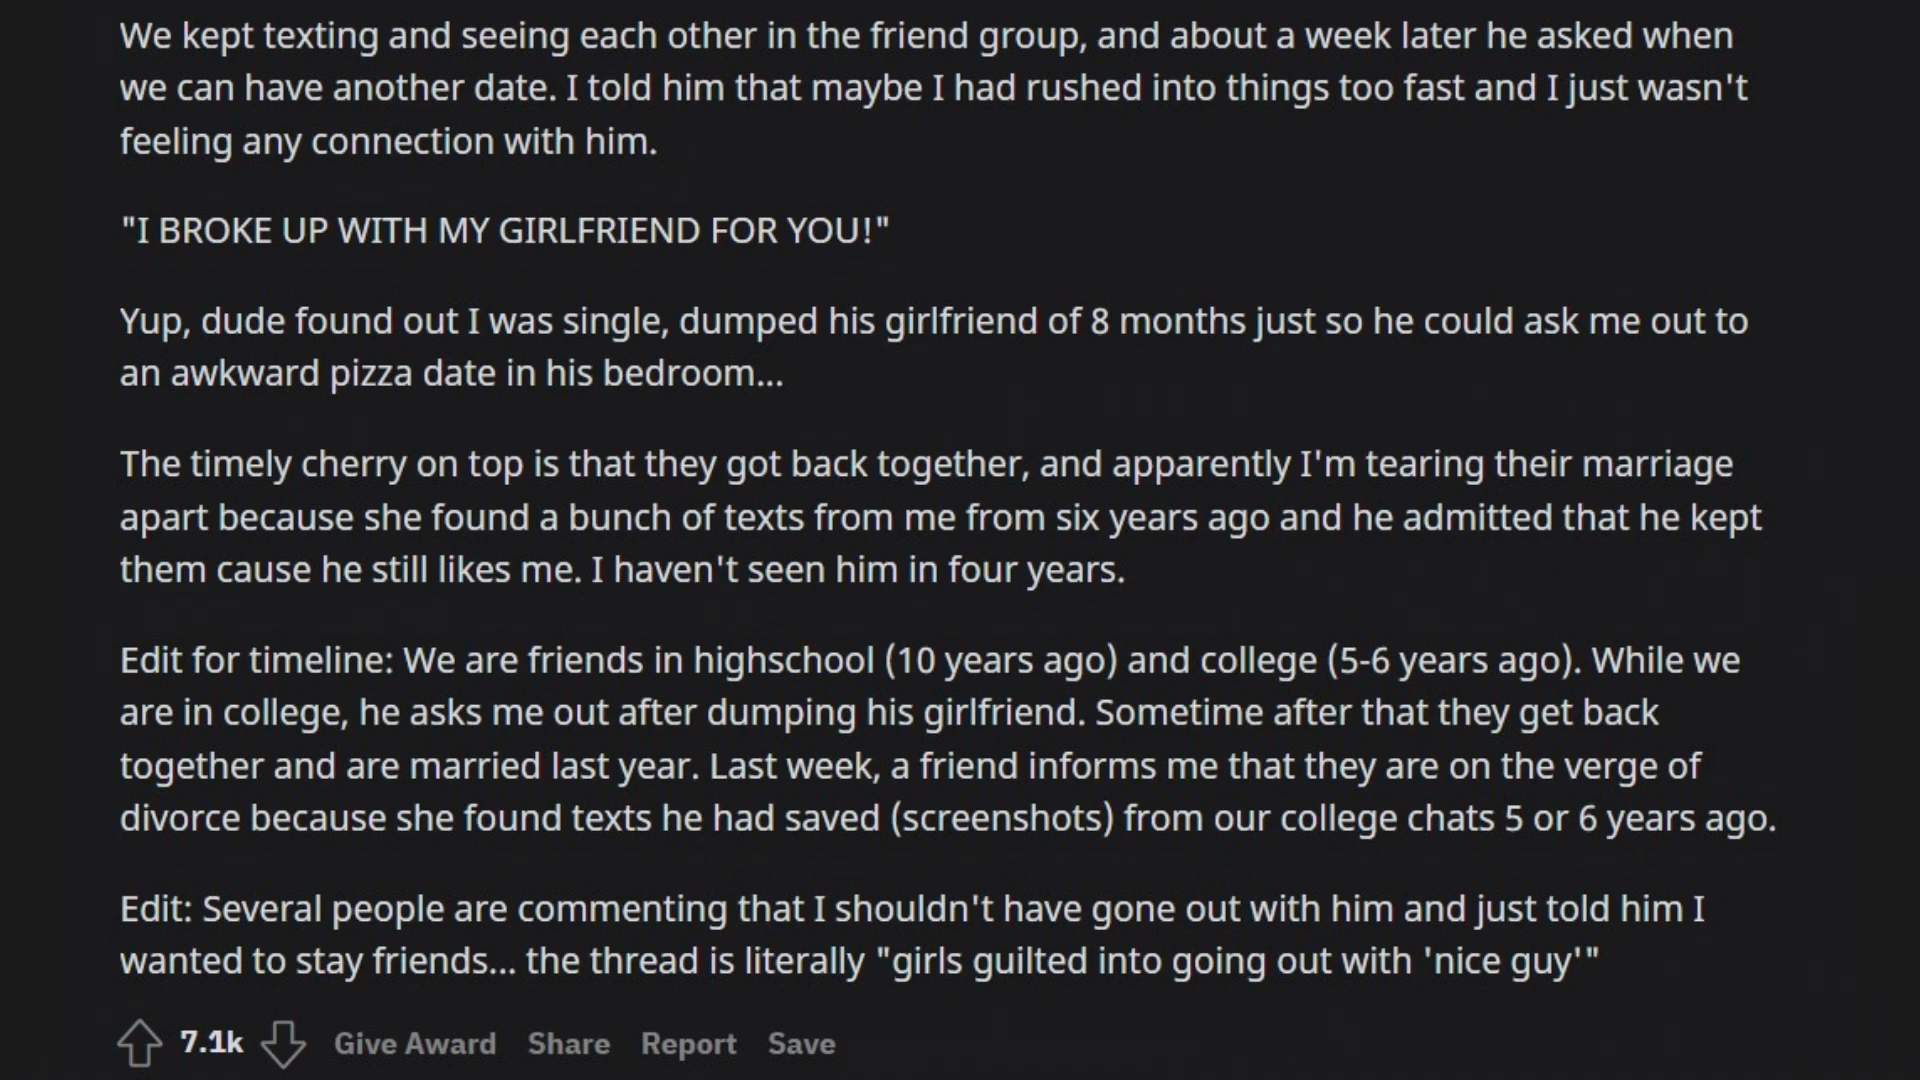 We kept texting and seeing each other in the friend group, and about a week later he asked when
we can have another date. I told him that maybe I had rushed into things too fast and I just wasn't
feeling any connection with him.
"I BROKE UP WITH MY GIRLFRIEND FOR YOU!"
Yup, dude found out I was single, dumped his girlfriend of 8 months just so he could ask me out to
an awkward pizza date in his bedroom...
The timely cherry on top is that they got back together, and apparently I'm tearing their marriage
apart because she found a bunch of texts from me from six years ago and he admitted that he kept
them cause he still likes me. I haven't seen him in four years.
Edit for timeline: We are friends in highschool (10 years ago) and college (5-6 years ago). While we
are in college, he asks me out after dumping his girlfriend. Sometime after that they get back
together and are married last year. Last week, a friend informs me that they are on the verge of
divorce because she found texts he had saved (screenshots) from our college chats 5 or 6 years ago.
Edit: Several people are commenting that I shouldn't have gone out with him and just told him I
wanted to stay friends... the thread is literally "girls guilted into going out with 'nice guy'"
7.1k Give Award Share Report Save